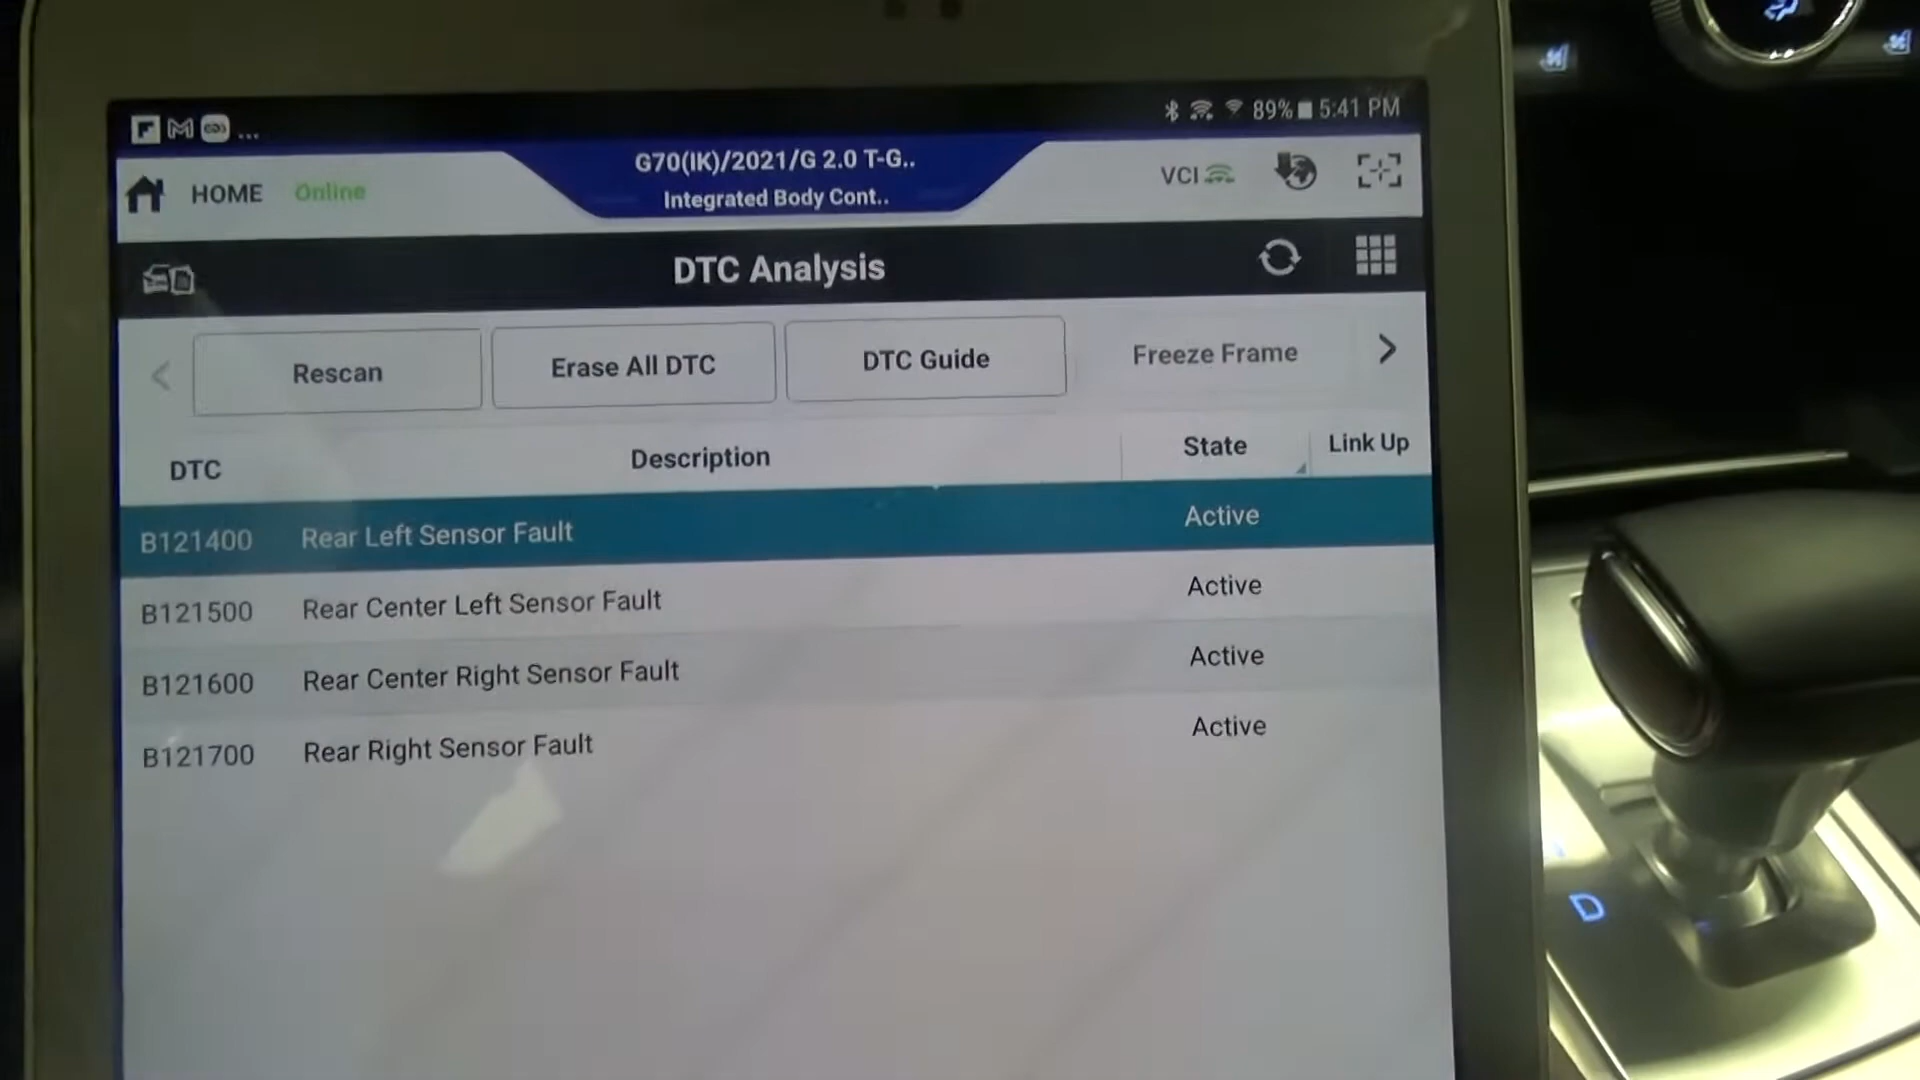 ... 89% 5:41 PM
HOME Online G70(IK)/2021/G 2.0 T-G.. VCI
Integrated Body Cont..
DTC Analysis
< Rescan Erase All DTC DTC Guide Freeze Frame >
DTC Description State Link Up
B121400 Rear Left Sensor Fault Active
B121500 Rear Center Left Sensor Fault Active
B121600 Rear Center Right Sensor Fault Active
B121700 Rear Right Sensor Fault Active
D